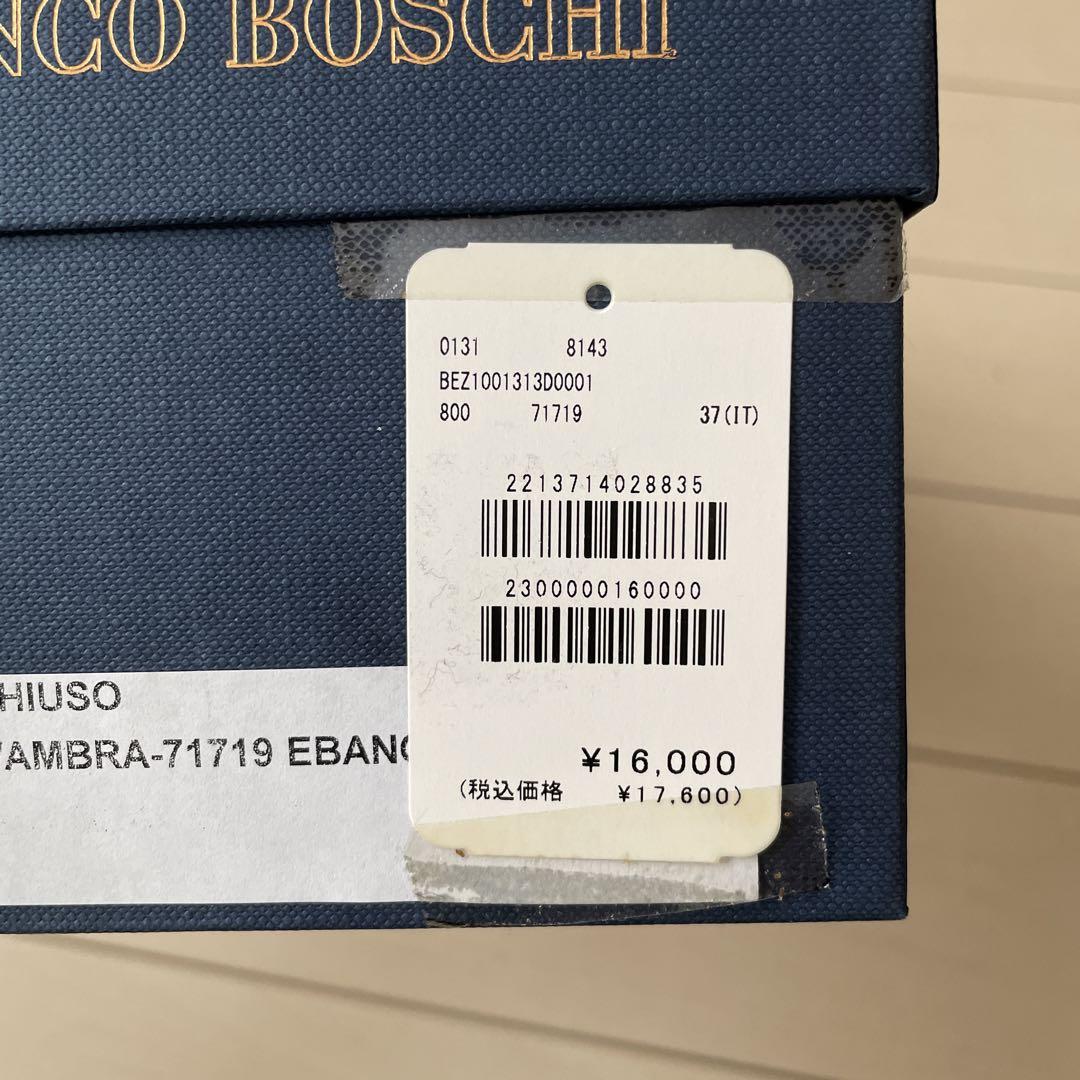 NCO BOSCHI
0131 8143
BEZ1001313D0001
800 71719 37(IT)
2213714028835
2300000160000
¥16,000
(税込価格 ¥17,600)
HIUSO
/AMBRA-71719 EBANO